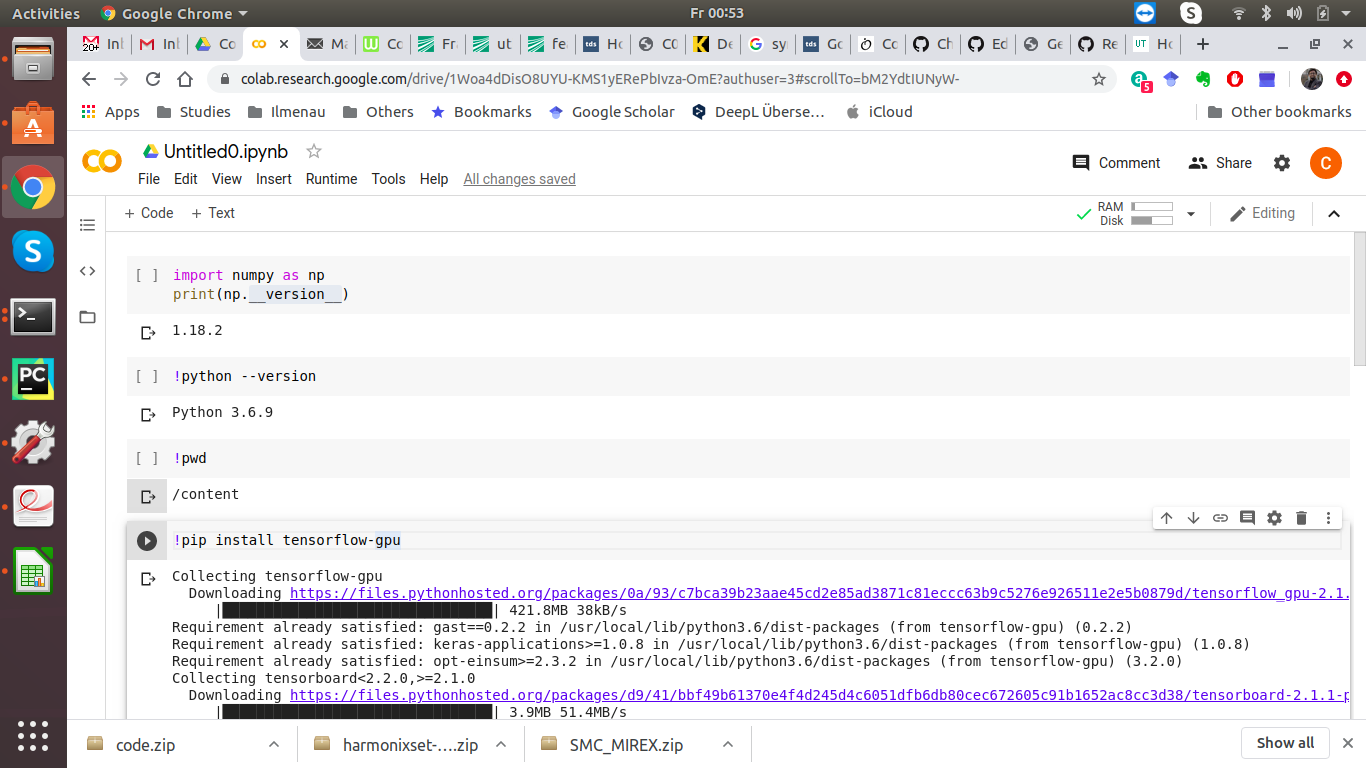 Activities Google Chrome Fr 00:53
20+ Inl Inl Co Ma Co Fra ut fea Ho C0 De sy Go Co Ch Ed Ge Re UT Ho
colab.research.google.com/drive/1Woa4dDisO8UYU-KMS1yERePbIvza-OmE?authuser=3#scrollTo=bM2YdtIUNyW- 5
Apps Studies Ilmenau Others Bookmarks Google Scholar DeepL Überse… iCloud Other bookmarks
Untitled0.ipynb
File Edit View Insert Runtime Tools Help All changes saved
Comment Share C
+ Code + Text
RAM
Disk
Editing
[ ] import numpy as np
print(np.__version__)
1.18.2
[ ] !python --version
Python 3.6.9
[ ] !pwd
/content
!pip install tensorflow-gpu
Collecting tensorflow-gpu
Downloading https://files.pythonhosted.org/packages/0a/93/c7bca39b23aae45cd2e85ad3871c81eccc63b9c5276e926511e2e5b0879d/tensorflow_gpu-2.1.
| 421.8MB 38kB/s
Requirement already satisfied: gast==0.2.2 in /usr/local/lib/python3.6/dist-packages (from tensorflow-gpu) (0.2.2)
Requirement already satisfied: keras-applications>=1.0.8 in /usr/local/lib/python3.6/dist-packages (from tensorflow-gpu) (1.0.8)
Requirement already satisfied: opt-einsum>=2.3.2 in /usr/local/lib/python3.6/dist-packages (from tensorflow-gpu) (3.2.0)
Collecting tensorboard<2.2.0,>=2.1.0
Downloading https://files.pythonhosted.org/packages/d9/41/bbf49b61370e4f4d245d4c6051dfb6db80cec672605c91b1652ac8cc3d38/tensorboard-2.1.1-p
| 3.9MB 51.4MB/s
code.zip harmonixset-….zip SMC_MIREX.zip Show all